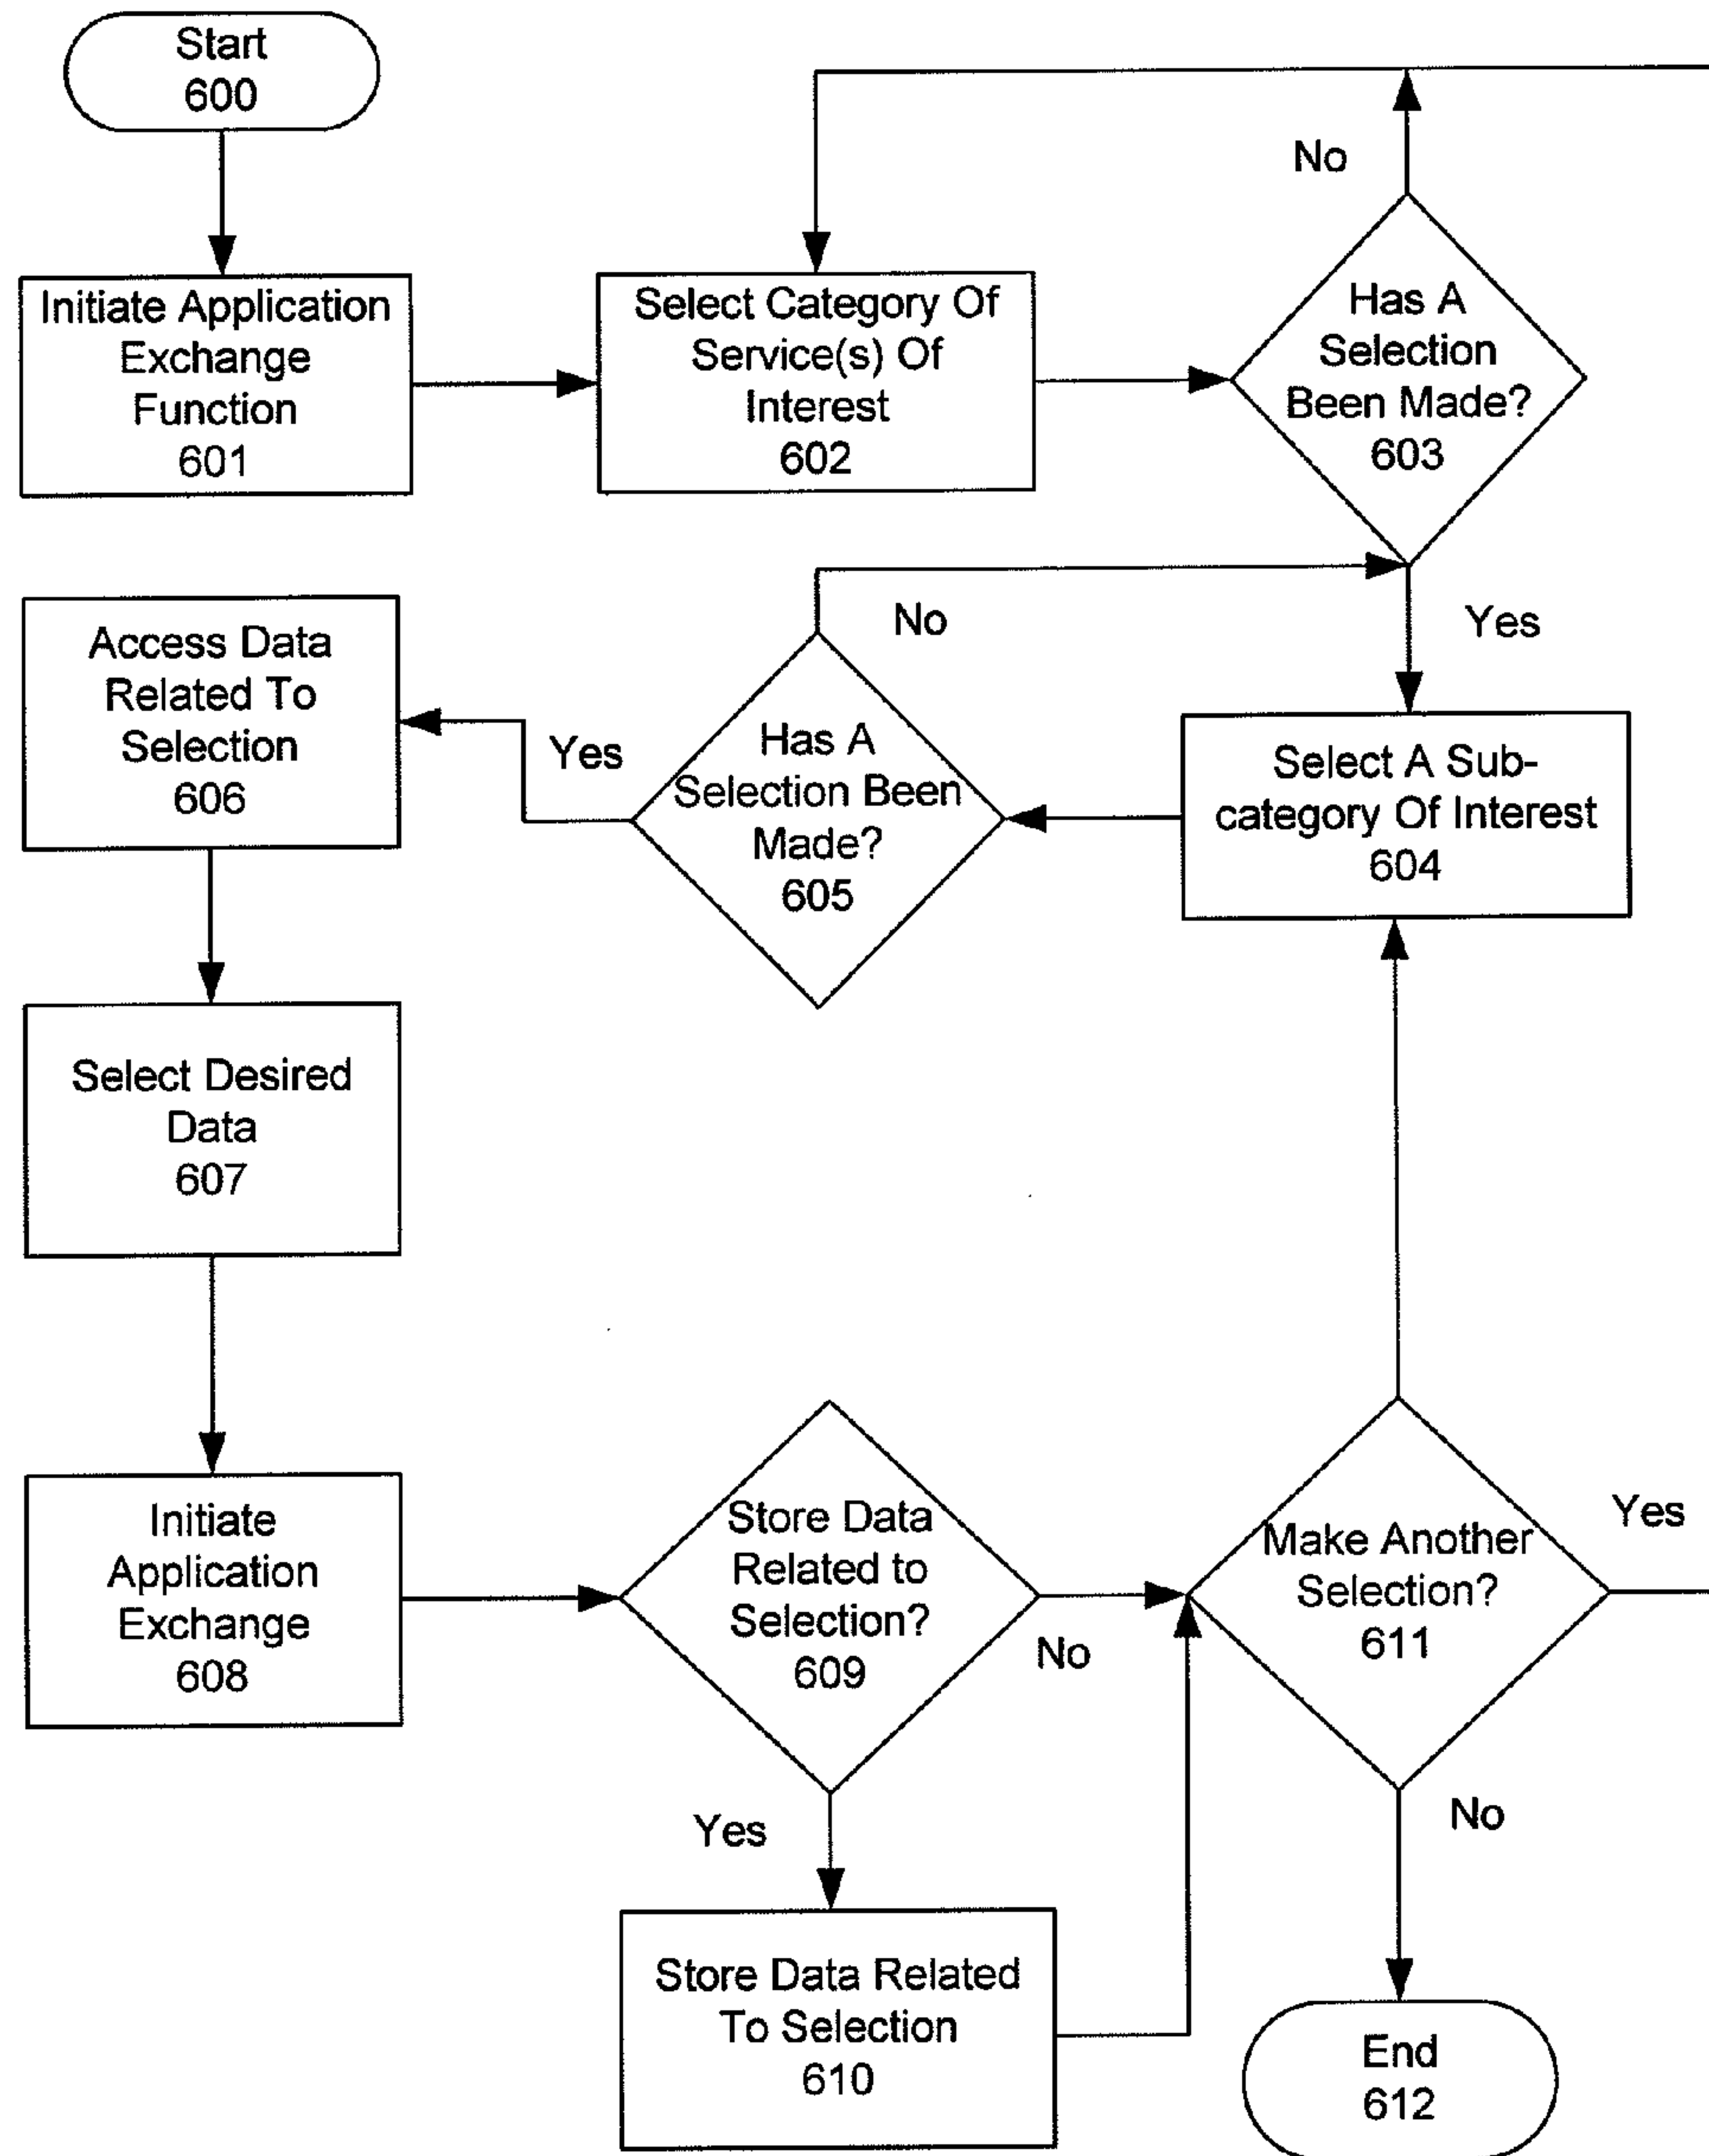 Start
600
Initiate Application
Exchange
Function
601
Select Category Of
Service(s) Of
Interest
602
No
Has A
Selection
Been Made?
603
Yes
Select A Sub-
category Of Interest
604
No
Has A
Selection Been
Made?
605
Yes
Access Data
Related To
Selection
606
Select Desired
Data
607
Initiate
Application
Exchange
608
Store Data
Related to
Selection?
609
No
Yes
Store Data Related
To Selection
610
Make Another
Selection?
611
Yes
No
End
612